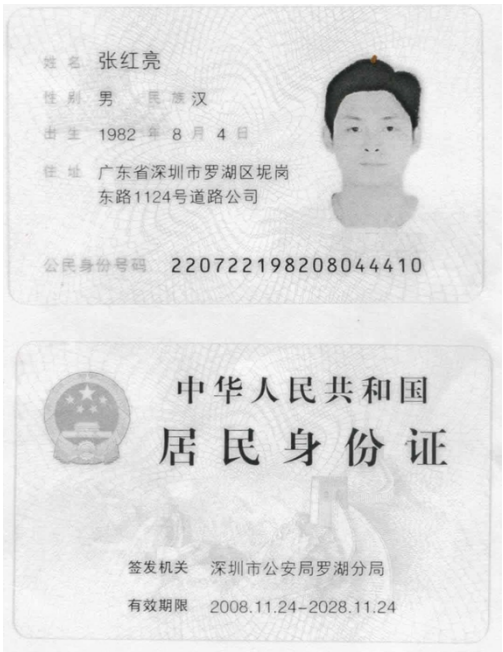 姓名 张红亮
性别 男 民族 汉
出生 1982 年 8 月 4 日
住址 广东省深圳市罗湖区坭岗
东路1124号道路公司
公民身份号码 220722198208044410
中华人民共和国
居民身份证
签发机关 深圳市公安局罗湖分局
有效期限 2008.11.24-2028.11.24